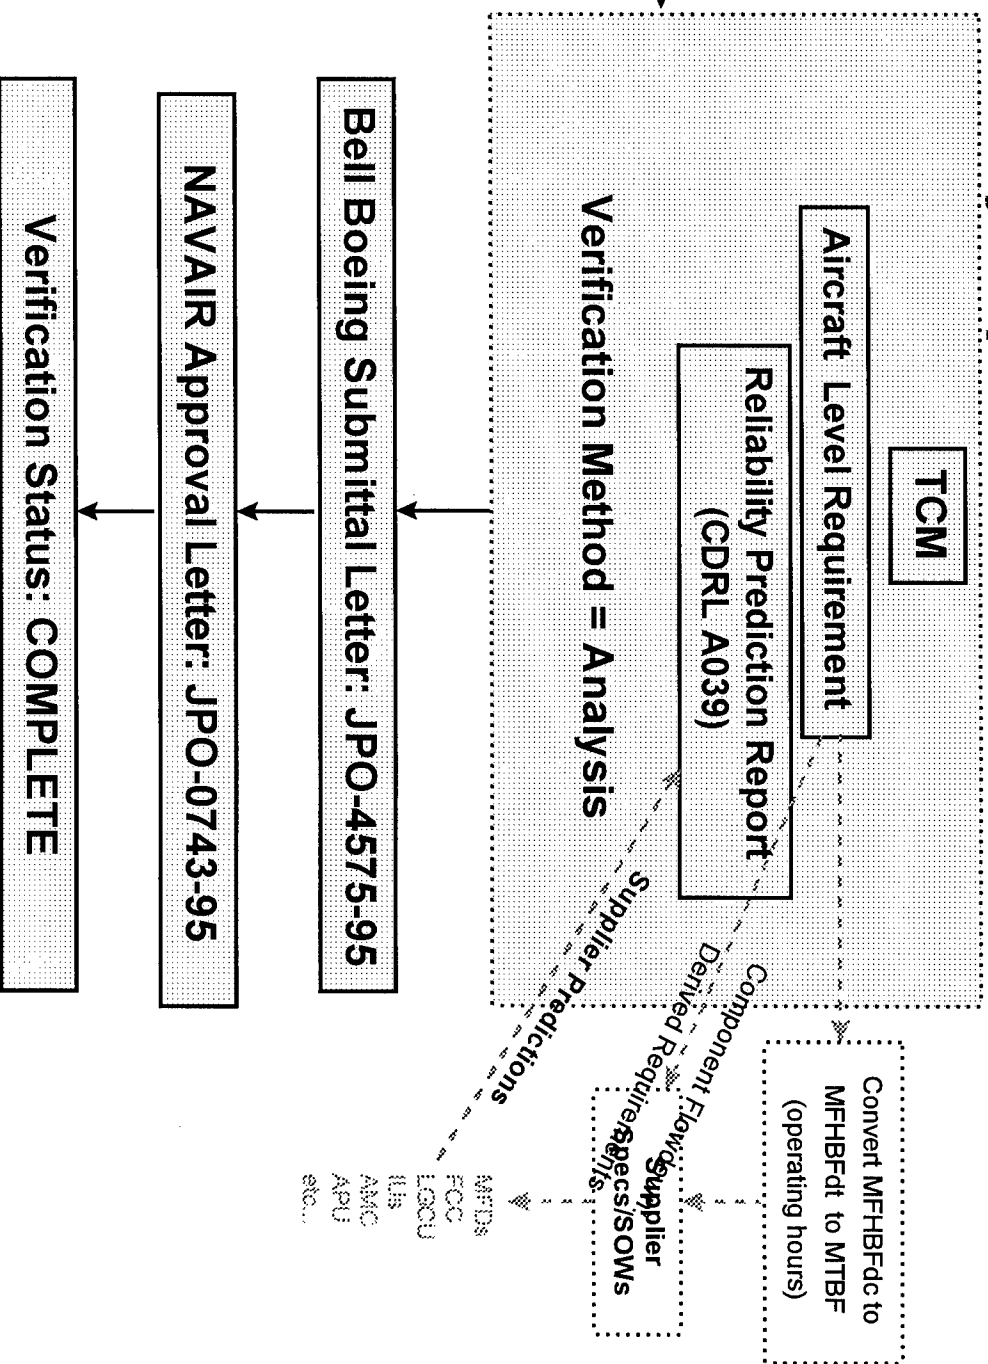 TCM
Aircraft Level Requirement
Reliability Prediction Report
(CDRL A039)
Verification Method = Analysis
Convert MFHBFdc to
MFHBFdt to MTBF
(operating hours)
Component Flowdown
Derived Requirements
Supplier
Specs/SOWs
Supplier Predictions
MFDs
FCC
LGCU
IUs
AMC
APU
etc...
Bell Boeing Submittal Letter: JPO-4575-95
NAVAIR Approval Letter: JPO-0743-95
Verification Status: COMPLETE